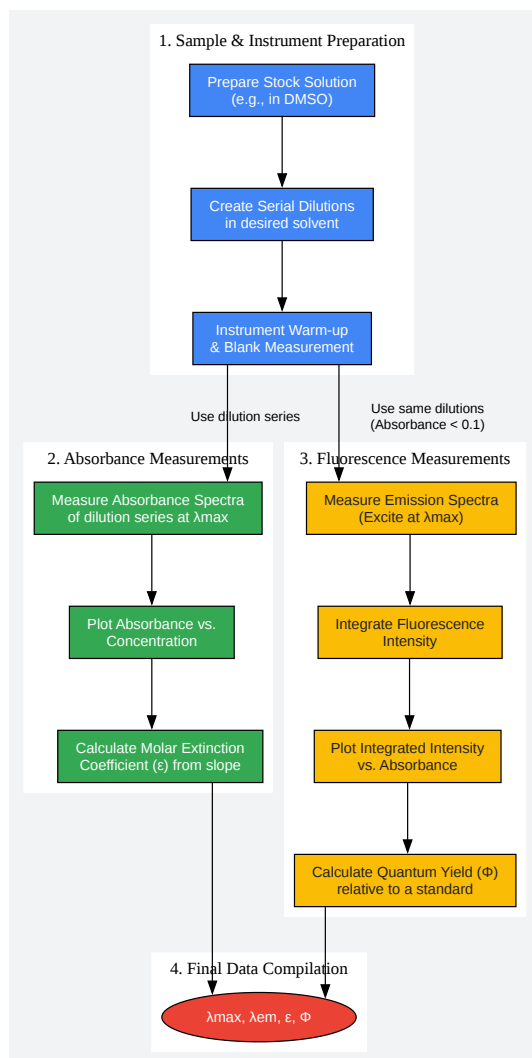 1. Sample & Instrument Preparation
Prepare Stock Solution
(e.g., in DMSO)
Create Serial Dilutions
in desired solvent
Instrument Warm-up
& Blank Measurement
Use dilution series
Use same dilutions
(Absorbance < 0.1)
2. Absorbance Measurements
Measure Absorbance Spectra
of dilution series at λmax
Plot Absorbance vs.
Concentration
Calculate Molar Extinction
Coefficient (ε) from slope
3. Fluorescence Measurements
Measure Emission Spectra
(Excite at λmax)
Integrate Fluorescence
Intensity
Plot Integrated Intensity
vs. Absorbance
Calculate Quantum Yield (Φ)
relative to a standard
4. Final Data Compilation
λmax, λem, ε, Φ